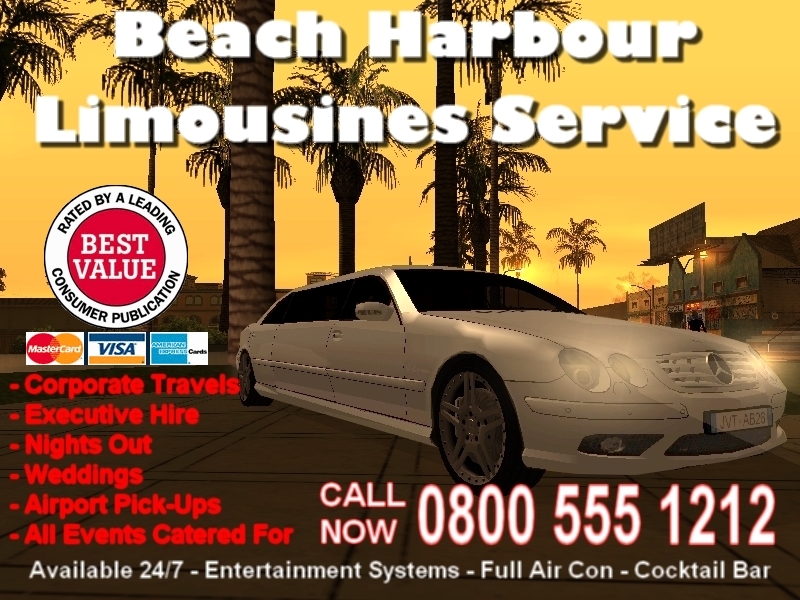 Beach Harbour
Limousines Service
RATED BY A LEADING
BEST
VALUE
CONSUMER PUBLICATION
MasterCard
VISA
AMERICAN
EXPRESS Cards
- Corporate Travels
- Executive Hire
- Nights Out
- Weddings
- Airport Pick-Ups
- All Events Catered For
JVT-AB28
CALL
NOW 0800 555 1212
Available 24/7 - Entertainment Systems - Full Air Con - Cocktail Bar